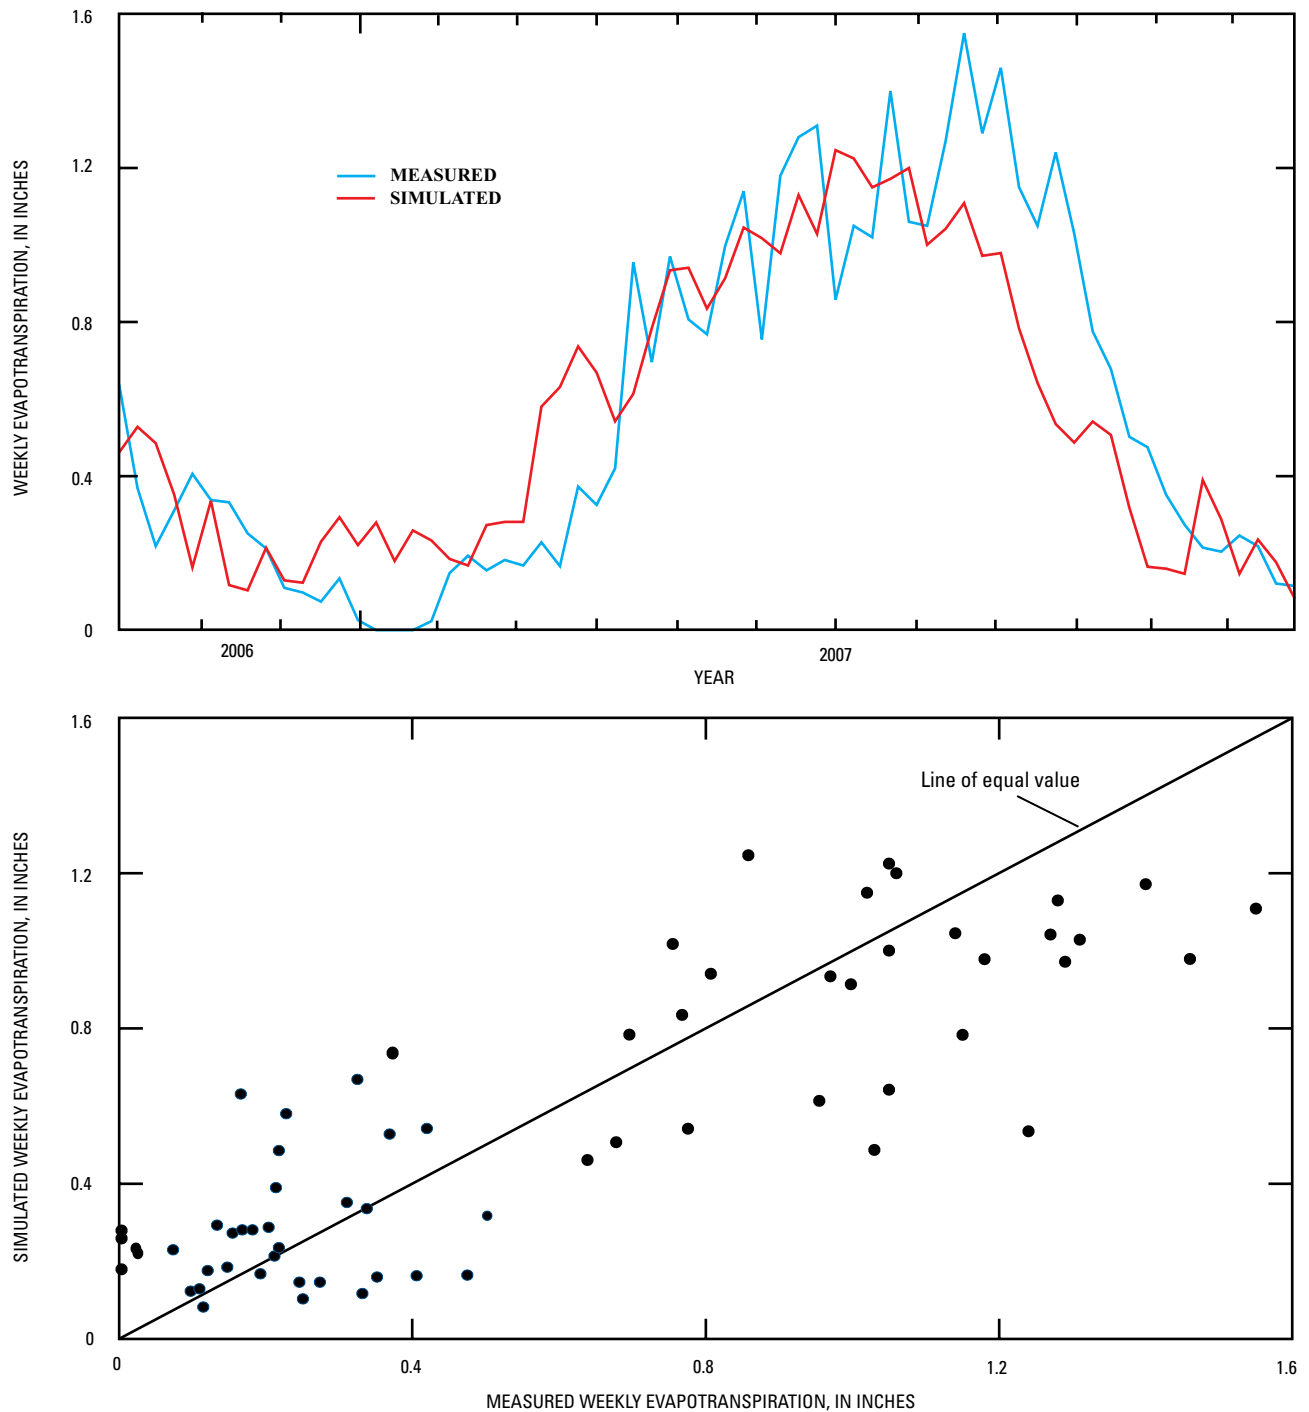 1.6
1.2
0.8
0.4
0
WEEKLY EVAPOTRANSPIRATION, IN INCHES
MEASURED
SIMULATED
2006
2007
YEAR
1.6
1.2
0.8
0.4
0
SIMULATED WEEKLY EVAPOTRANSPIRATION, IN INCHES
Line of equal value
0
0.4
0.8
1.2
1.6
MEASURED WEEKLY EVAPOTRANSPIRATION, IN INCHES